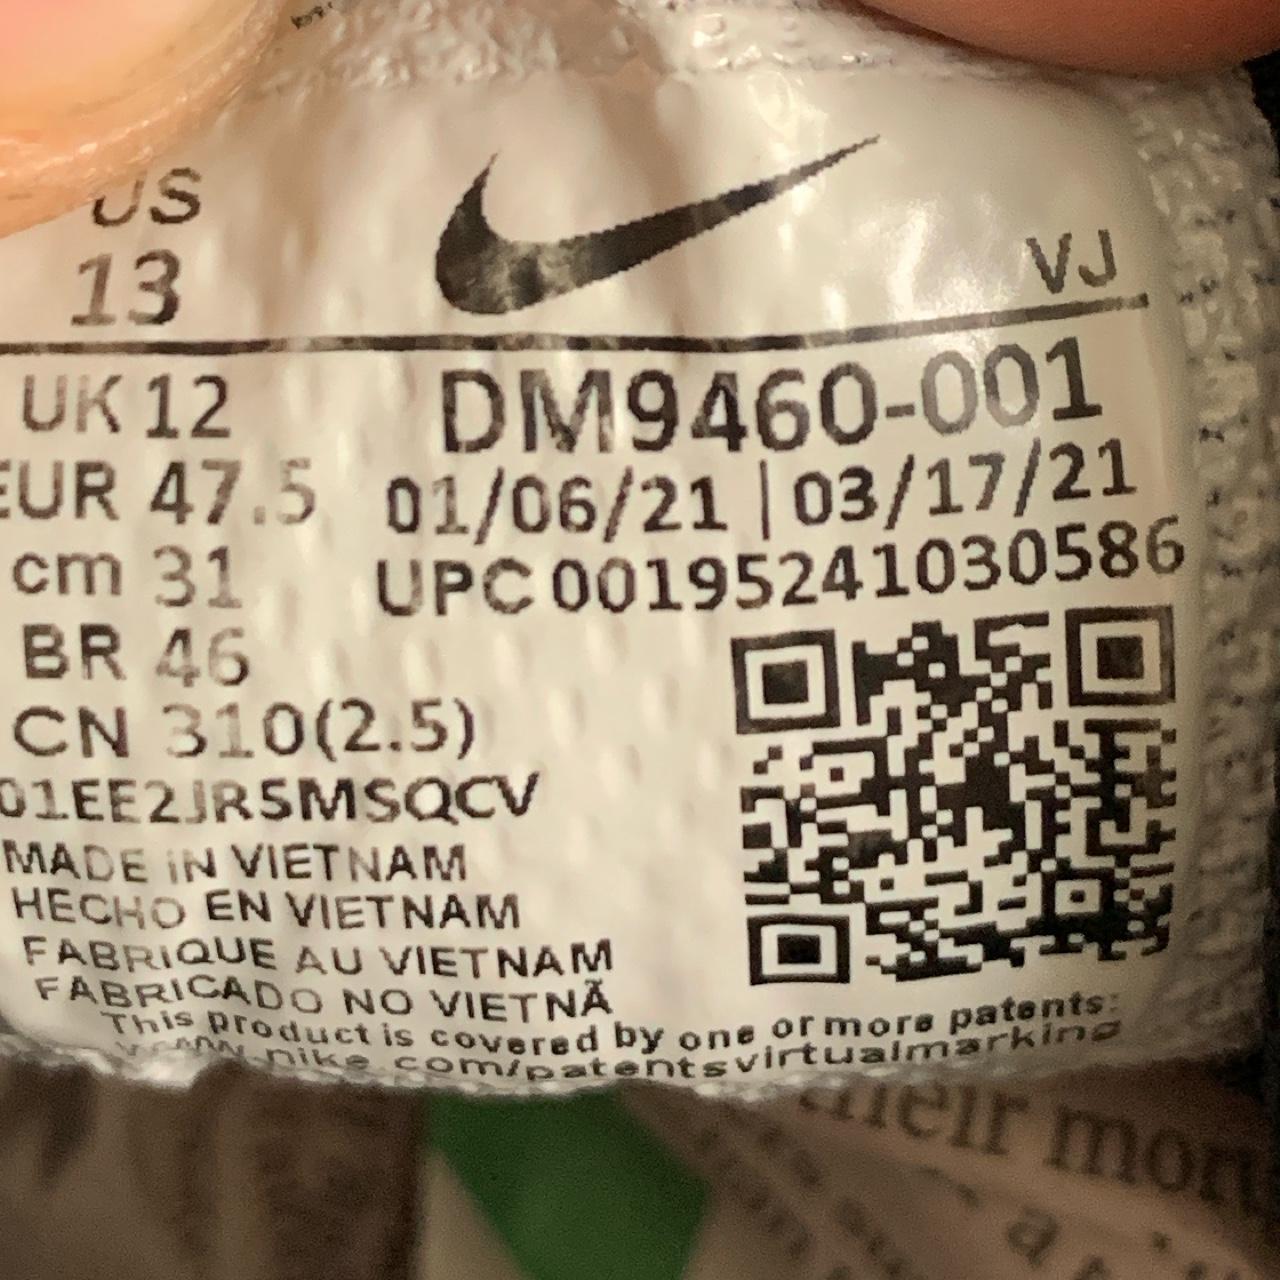 US
13
VJ
UK 12
EUR 47.5
cm 31
BR 46
CN 310(2.5)
DM9460-001
01/06/21 | 03/17/21
UPC 00195241030586
01EE2JR5MSQCV
MADE IN VIETNAM
HECHO EN VIETNAM
FABRIQUE AU VIETNAM
FABRICADO NO VIETNÃ
This product is covered by one or more patents:
www.nike.com/patentsvirtualmarking
their
a